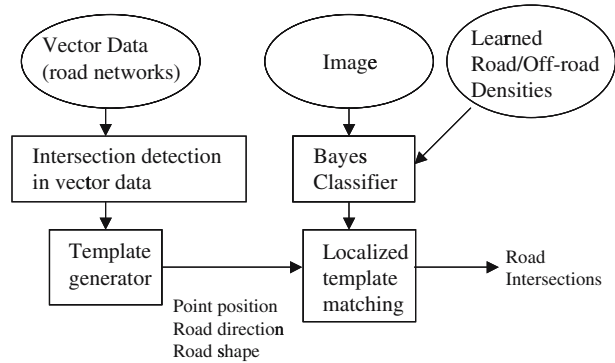 Vector Data
(road networks)
Image
Learned
Road/Off-road
Densities
Intersection detection
in vector data
Bayes
Classifier
Template
generator
Localized
template
matching
Road
Intersections
Point position
Road direction
Road shape